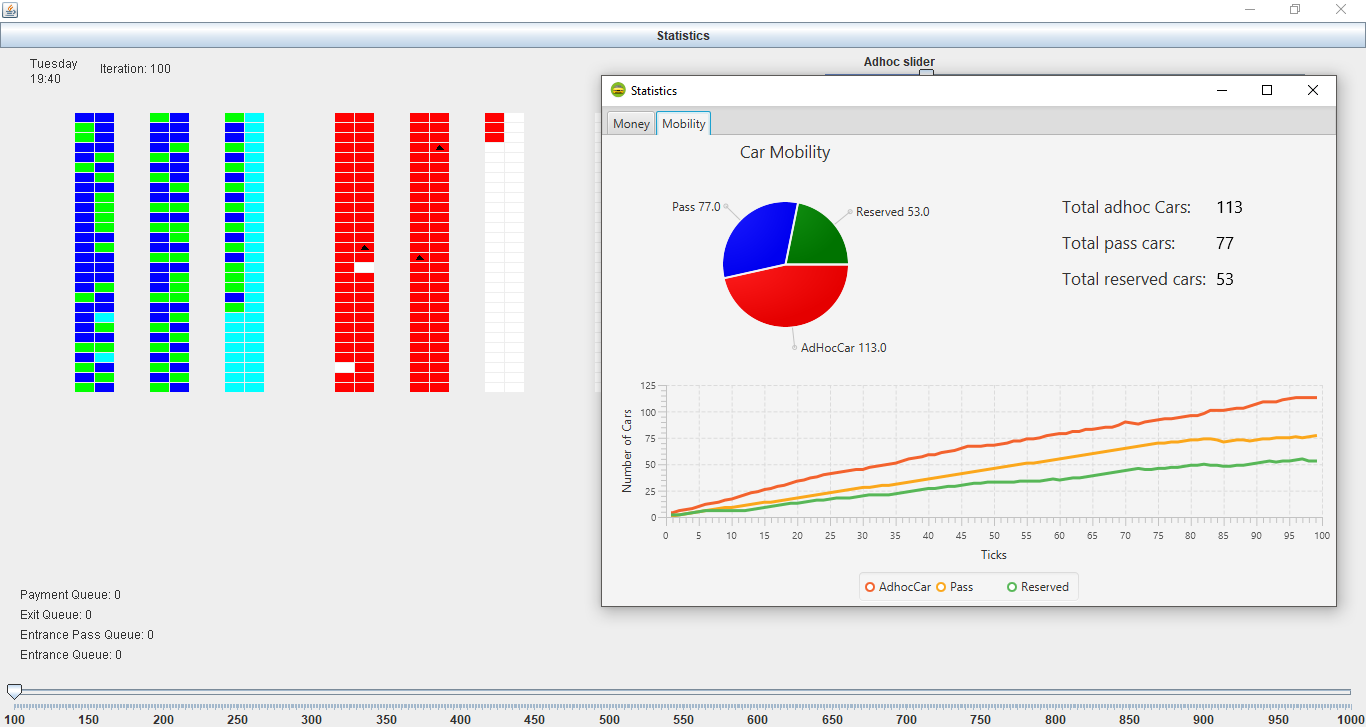 Statistics
Tuesday
19:40
Iteration: 100
Adhoc slider
Statistics
Money Mobility
Car Mobility
Pass 77.0
Reserved 53.0
AdHocCar 113.0
Total adhoc Cars: 113
Total pass cars: 77
Total reserved cars: 53
Number of Cars
125
100
75
50
25
0
0 5 10 15 20 25 30 35 40 45 50 55 60 65 70 75 80 85 90 95 100
Ticks
AdhocCar Pass Reserved
Payment Queue: 0
Exit Queue: 0
Entrance Pass Queue: 0
Entrance Queue: 0
100 150 200 250 300 350 400 450 500 550 600 650 700 750 800 850 900 950 1000